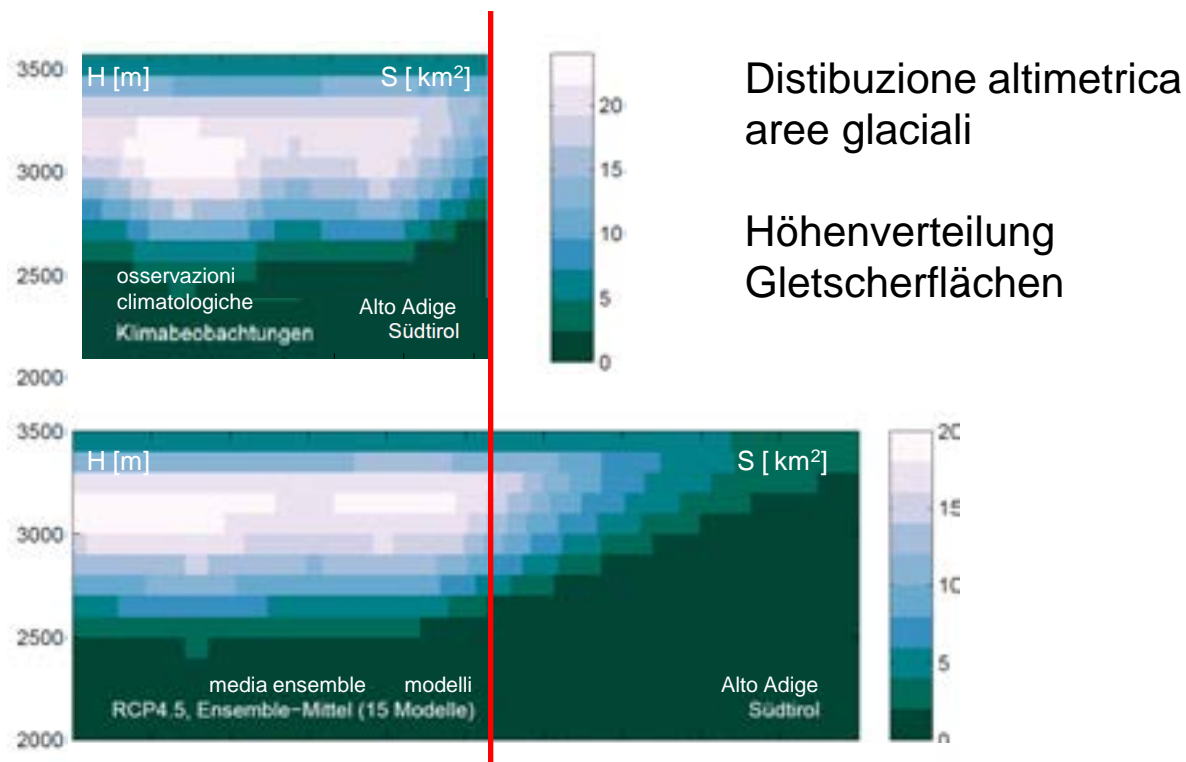 Distibuzione altimetrica
aree glaciali
Höhenverteilung
Gletscherflächen
3500
H [m]
S [ km²]
3000
2500
2000
osservazioni
climatologiche
Klimabeobachtungen
Alto Adige
Südtirol
20
15
10
5
0
3500
H [m]
S [ km²]
3000
2500
2000
media ensemble modelli
RCP4.5, Ensemble-Mittel (15 Modelle)
Alto Adige
Südtirol
20
15
10
5
0